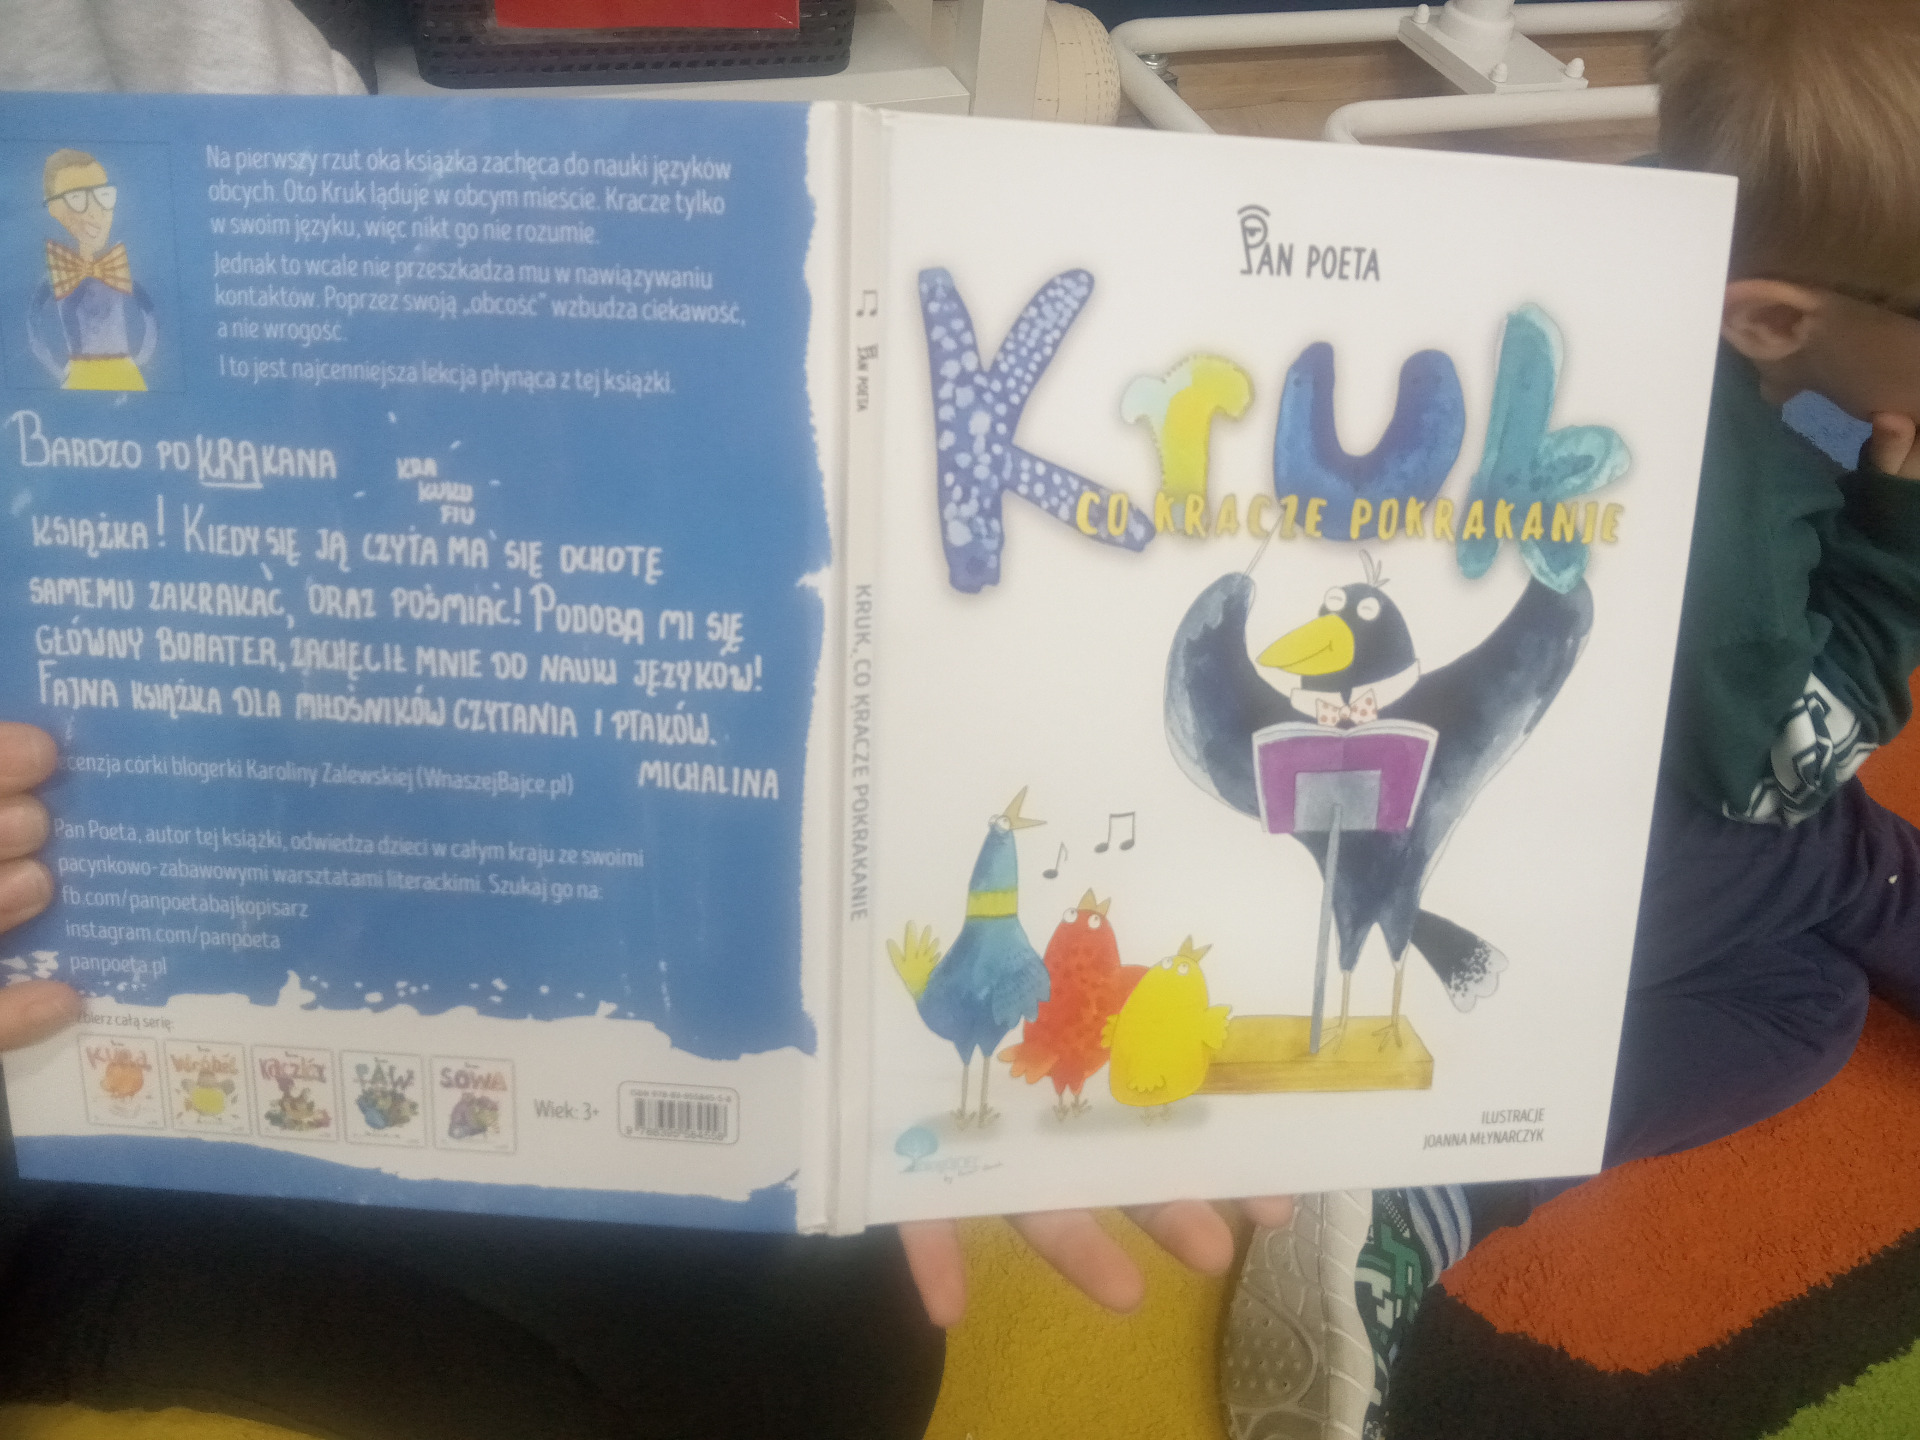 Na pierwszy rzut oka książka zachęca do nauki języków
obcych. Oto Kruk ląduje w obcym mieście. Kracze tylko
w swoim języku, więc nikt go nie rozumie.
Jednak to wcale nie przeszkadza mu w nawiązywaniu
kontaktów. Poprzez swoją „obcość" wzbudza ciekawość,
a nie wrogość.
I to jest najcenniejsza lekcja płynąca z tej książki.
BARDZO POKRAKANA
KRA
KUKU
FIU
KSIĄŻKA! KIEDY SIĘ JĄ CZYTA MA SIĘ OCHOTĘ
SAMEMU ZAKRAKAĆ, ORAZ POŚMIAĆ! PODOBA MI SIĘ
GŁÓWNY BOHATER, ZACHĘCIŁ MNIE DO NAUKI JĘZYKÓW!
FAJNA KSIĄŻKA DLA MIŁOŚNIKÓW CZYTANIA I PTAKÓW.
MICHALINA
ecenzja córki blogerki Karoliny Zalewskiej (WnaszejBajce.pl)
Pan Poeta, autor tej książki, odwiedza dzieci w całym kraju ze swoimi
pacynkowo-zabawowymi warsztatami literackimi. Szukaj go na:
fb.com/panpoetabajkopisarz
instagram.com/panpoeta
panpoeta.pl
zbierz całą serię:
KURA
Wróbel
KACZKA
PAW
SOWA
Wiek: 3+
PAN POETA
KRUK, CO KRACZE POKRAKANIE
PAN POETA
Kruk
CO KRACZE POKRAKANIE
ILUSTRACJE
JOANNA MŁYNARCZYK